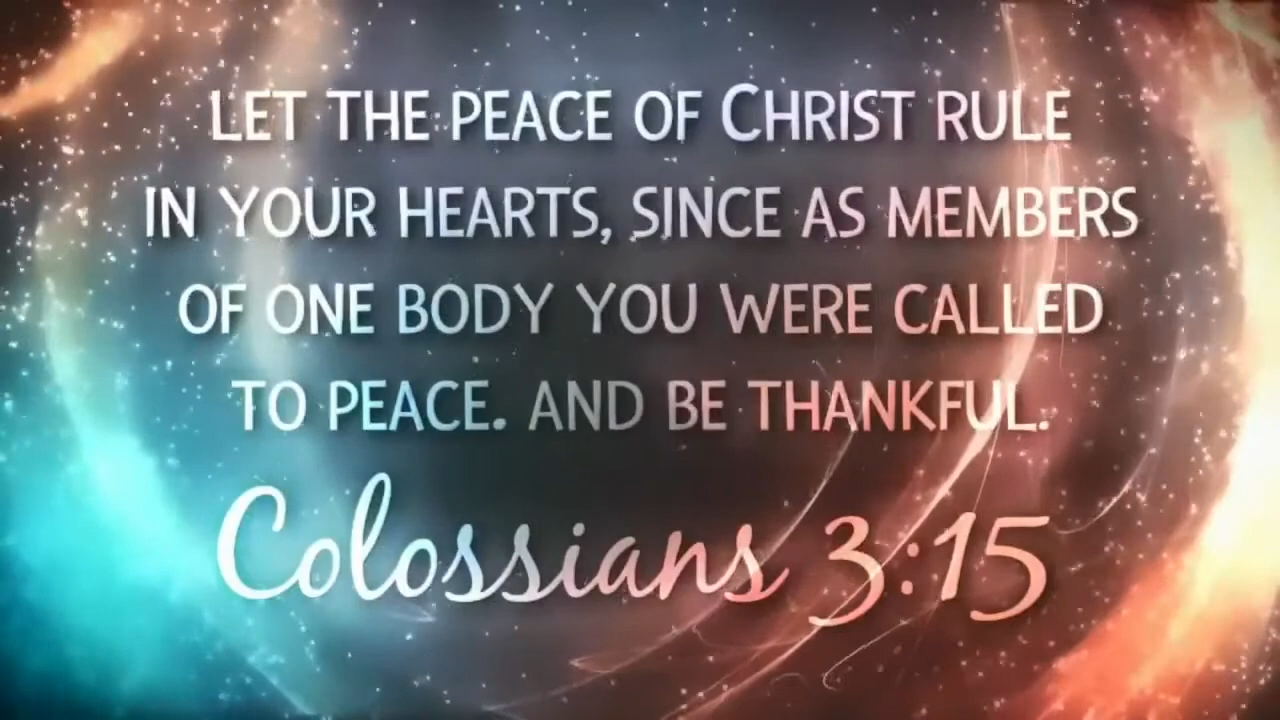 LET THE PEACE OF CHRIST RULE
IN YOUR HEARTS, SINCE AS MEMBERS
OF ONE BODY YOU WERE CALLED
TO PEACE. AND BE THANKFUL.
Colossians 3:15